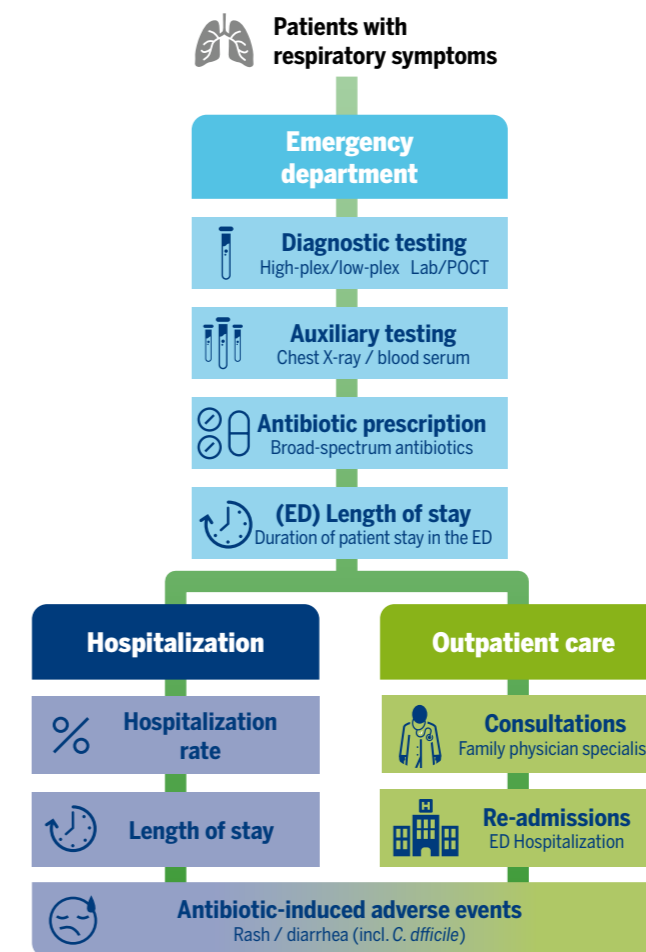 Patients with
respiratory symptoms
Emergency
department
Diagnostic testing
High-plex/low-plex Lab/POCT
Auxiliary testing
Chest X-ray / blood serum
Antibiotic prescription
Broad-spectrum antibiotics
(ED) Length of stay
Duration of patient stay in the ED
Hospitalization
Hospitalization
rate
Length of stay
Outpatient care
Consultations
Family physician specialis
H
Re-admissions
ED Hospitalization
Antibiotic-induced adverse events
Rash / diarrhea (incl. C. dfficile)